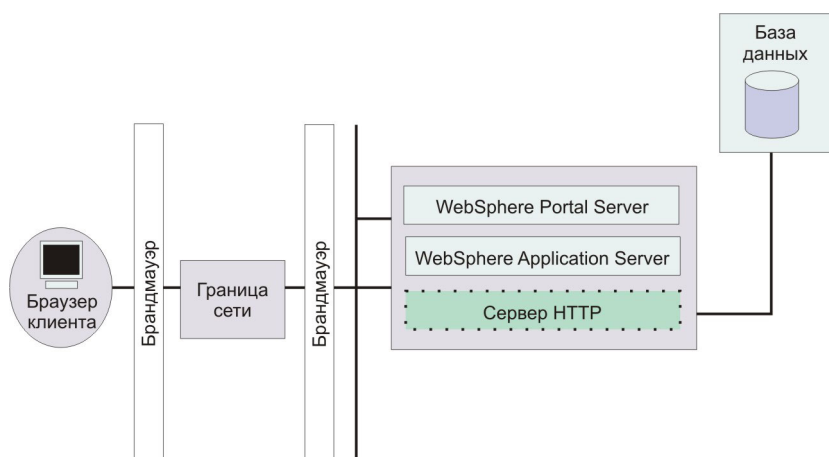 База
данных
WebSphere Portal Server
WebSphere Application Server
Сервер HTTP
Браузер
клиента
Брандмауэр
Граница
сети
Брандмауэр